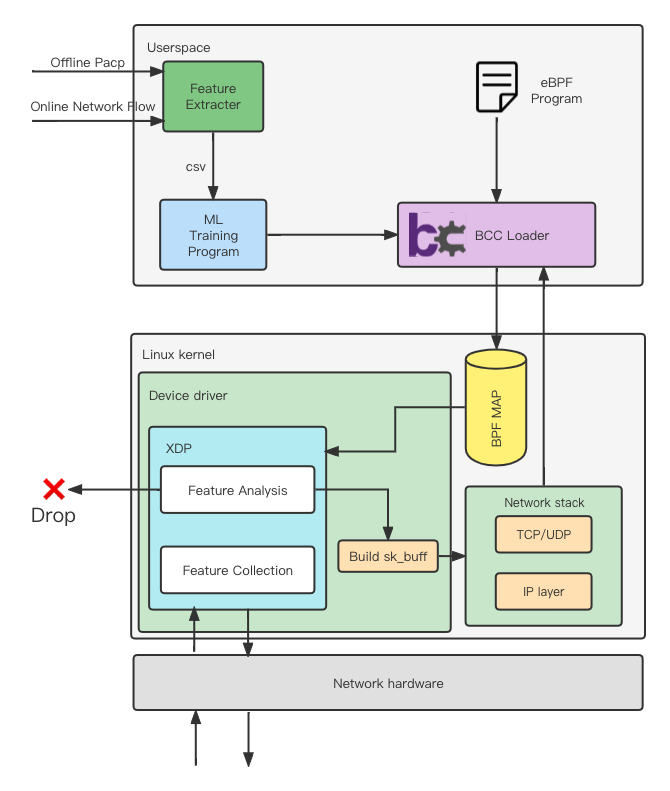 Userspace
Offline Pacp
Online Network Flow
Feature
Extracter
eBPF
Program
csv
ML
Training
Program
bc
BCC Loader
Linux kernel
Device driver
BPF MAP
XDP
Feature Analysis
Drop
Network stack
TCP/UDP
Build sk_buff
Feature Collection
IP layer
Network hardware